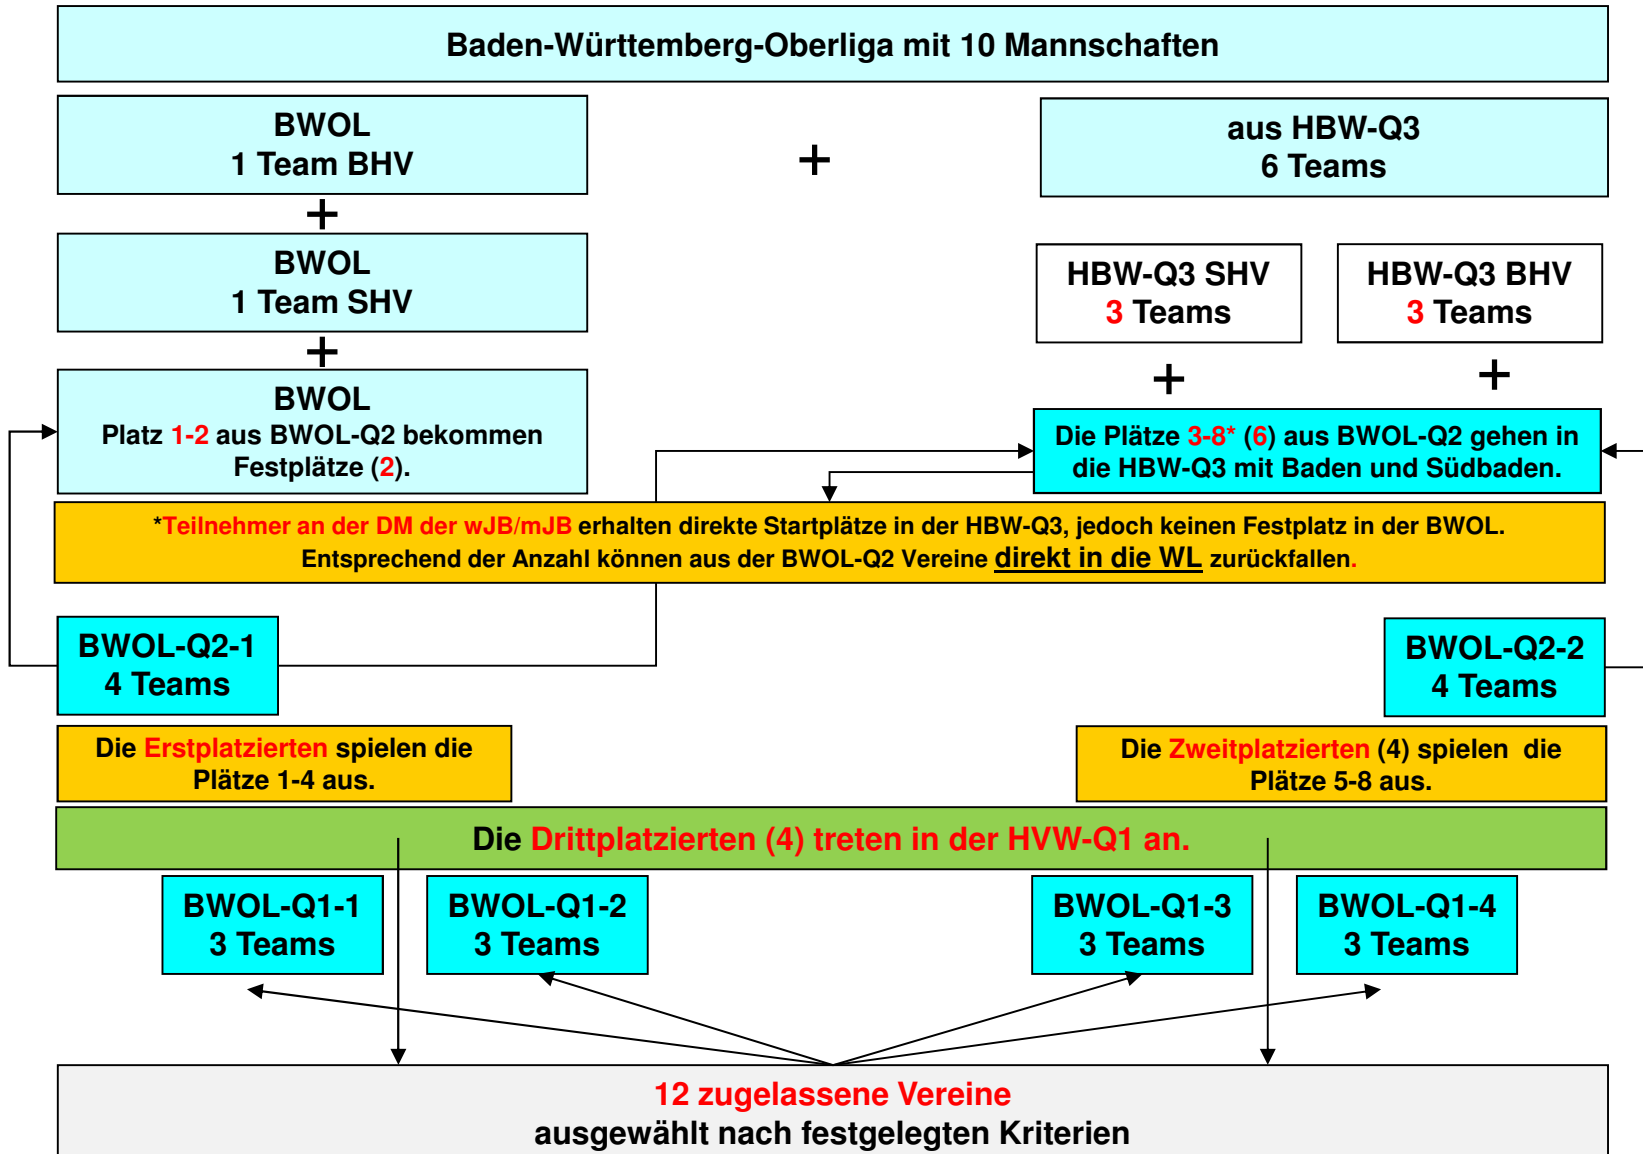 Baden-Württemberg-Oberliga mit 10 Mannschaften
BWOL
1 Team BHV
+
aus HBW-Q3
6 Teams
+
BWOL
1 Team SHV
HBW-Q3 SHV
3 Teams
HBW-Q3 BHV
3 Teams
+
+
+
BWOL
Platz 1-2 aus BWOL-Q2 bekommen
Festplätze (2).
Die Plätze 3-8* (6) aus BWOL-Q2 gehen in
die HBW-Q3 mit Baden und Südbaden.
*Teilnehmer an der DM der wJB/mJB erhalten direkte Startplätze in der HBW-Q3, jedoch keinen Festplatz in der BWOL.
Entsprechend der Anzahl können aus der BWOL-Q2 Vereine direkt in die WL zurückfallen.
BWOL-Q2-1
4 Teams
BWOL-Q2-2
4 Teams
Die Erstplatzierten spielen die
Plätze 1-4 aus.
Die Zweitplatzierten (4) spielen  die
Plätze 5-8 aus.
Die Drittplatzierten (4) treten in der HVW-Q1 an.
BWOL-Q1-1
3 Teams
BWOL-Q1-2
3 Teams
BWOL-Q1-3
3 Teams
BWOL-Q1-4
3 Teams
12 zugelassene Vereine
ausgewählt nach festgelegten Kriterien